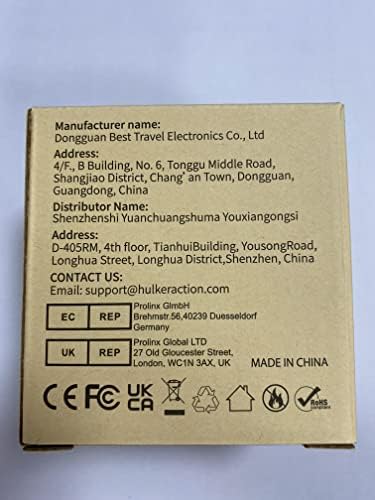 Manufacturer name:
Dongguan Best Travel Electronics Co., Ltd
Address:
4/F., B Building, No. 6, Tonggu Middle Road,
Shangjiao District, Chang' an Town, Dongguan,
Guangdong, China
Distributor Name:
Shenzhenshi Yuanchuangshuma Youxiangongsi
Address:
D-405RM, 4th floor, TianhuiBuilding, YousongRoad,
Longhua Street, Longhua District,Shenzhen, China
CONTACT US:
Email: support@hulkeraction.com
EC REP
Prolinx GlmbH
Brehmstr.56,40239 Duesseldorf
Germany
UK REP
Prolinx Global LTD
27 Old Gloucester Street,
London, WC1N 3AX, UK
MADE IN CHINA
CE FC UK
CA
RoHS
compliant